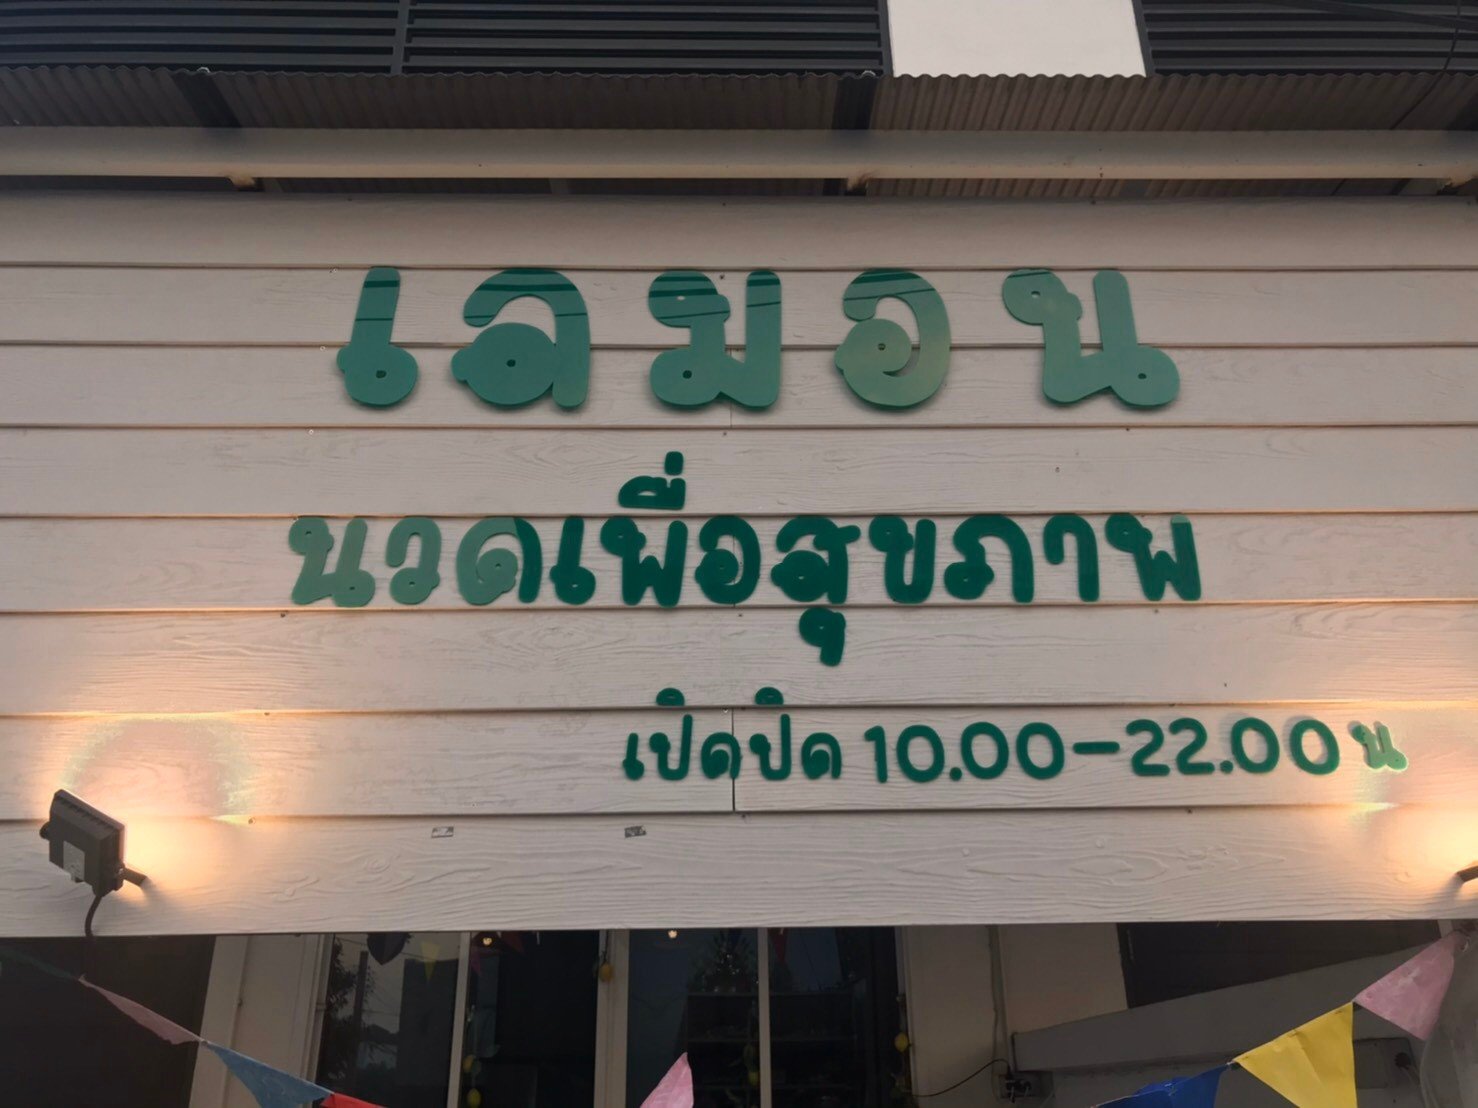 เลมอน
นวดเพื่อสุขภาพ
เปิดปิด 10.00-22.00 น